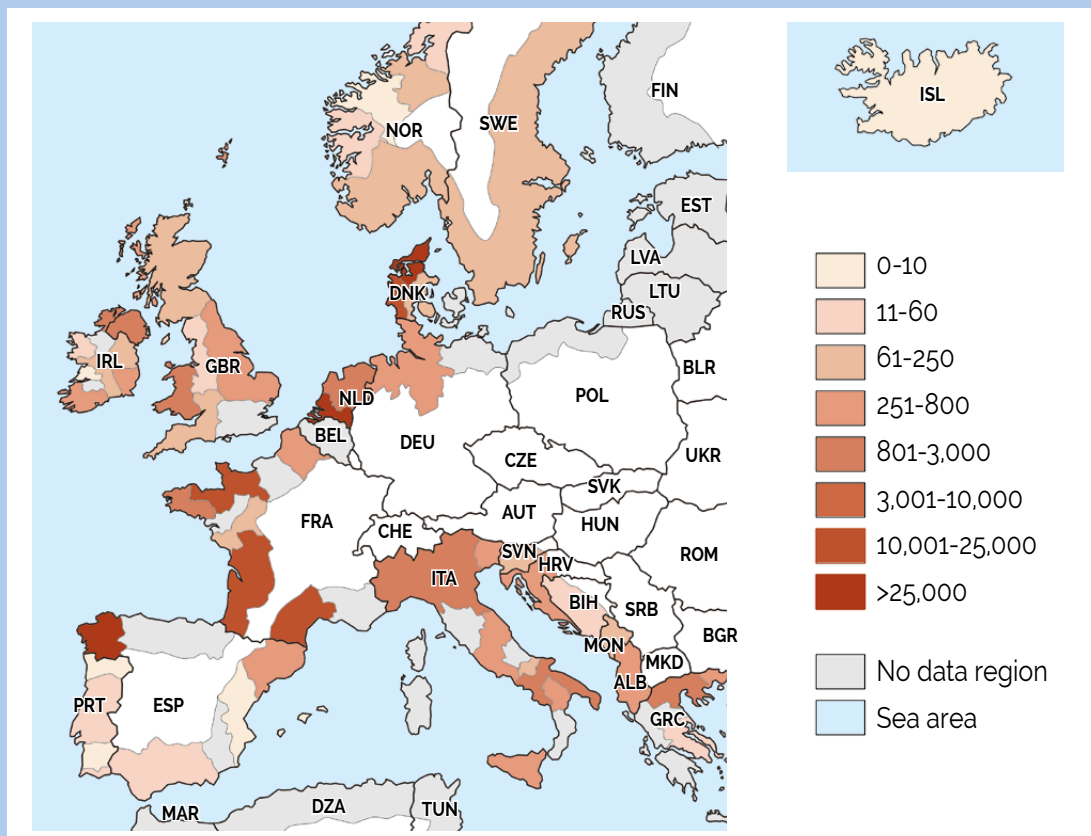 FIN
ISL
NOR
SWE
EST
LVA
LTU
DNK
RUS
IRL
GBR
BLR
NLD
POL
BEL
DEU
UKR
CZE
SVK
FRA
AUT
HUN
CHE
SVN
ROM
HRV
ITA
BIH
SRB
BGR
MON
MKD
ALB
PRT
ESP
GRC
MAR
DZA
TUN
0-10
11-60
61-250
251-800
801-3,000
3,001-10,000
10,001-25,000
>25,000
No data region
Sea area